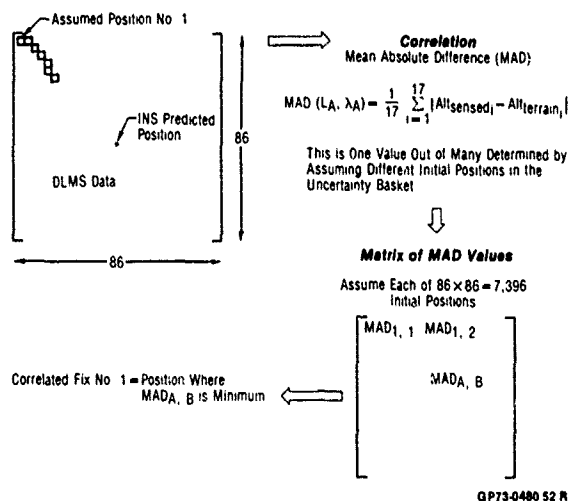 Assumed Position No 1
INS Predicted
Position
DLMS Data
86
86
Correlation
Mean Absolute Difference (MAD)
MAD (L_A, λ_A) = 1/17 17 Σ i = 1 |Alt_sensed_i − Alt_terrain_i|
This is One Value Out of Many Determined by
Assuming Different Initial Positions in the
Uncertainty Basket
Matrix of MAD Values
Assume Each of 86 × 86 = 7,396
Initial Positions
MAD_1, 1 MAD_1, 2
MAD_A, B
Correlated Fix No 1 = Position Where
MAD_A, B is Minimum
GP73-0480 52 R